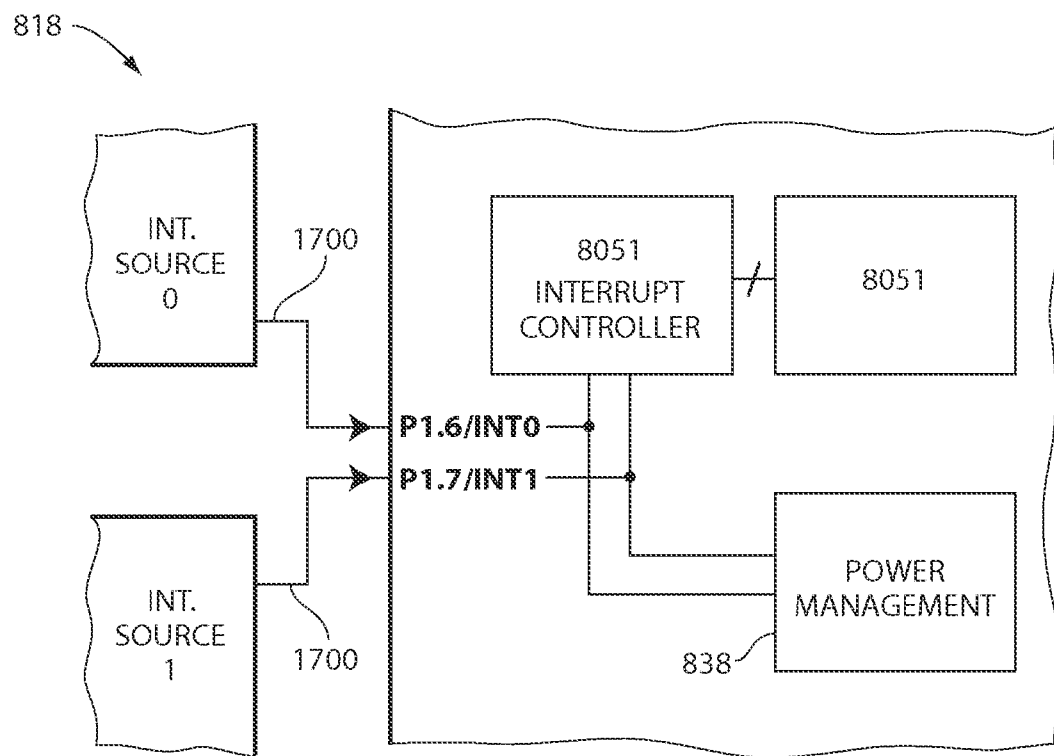 818
INT.
SOURCE
0
1700
8051
INTERRUPT
CONTROLLER
8051
P1.6/INT0
P1.7/INT1
INT.
SOURCE
1
1700
POWER
MANAGEMENT
838